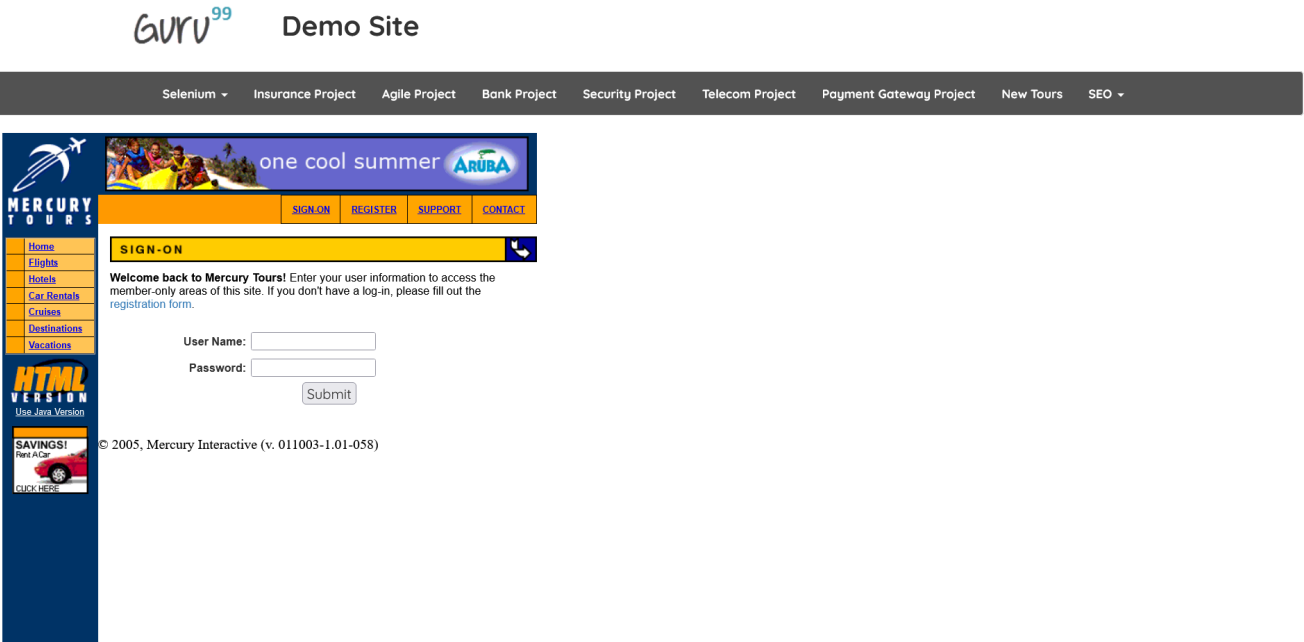 Guru99 Demo Site
Selenium Insurance Project Agile Project Bank Project Security Project Telecom Project Payment Gateway Project New Tours SEO
MERCURY
TOURS
one cool summer ARUBA
SIGN-ON REGISTER SUPPORT CONTACT
Home
Flights
Hotels
Car Rentals
Cruises
Destinations
Vacations
HTML
VERSION
Use Java Version
SAVINGS!
Rent A Car
CLICK HERE
SIGN-ON
Welcome back to Mercury Tours! Enter your user information to access the
member-only areas of this site. If you don't have a log-in, please fill out the
registration form.
User Name:
Password:
Submit
© 2005, Mercury Interactive (v. 011003-1.01-058)